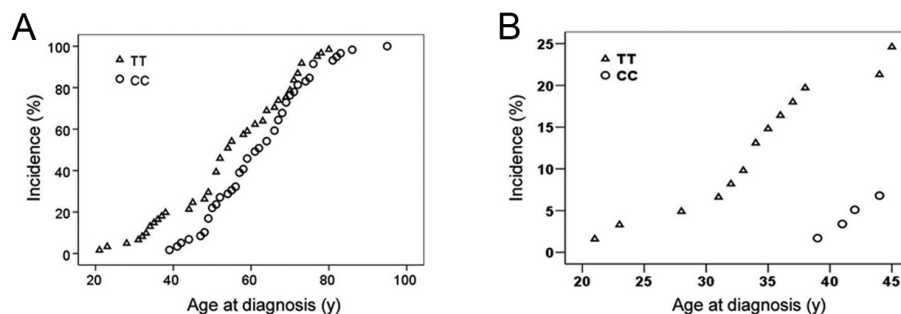 A
TT
CC
Incidence (%)
100
80
60
40
20
0
20 40 60 80 100
Age at diagnosis (y)
B
TT
CC
Incidence (%)
25
20
15
10
5
0
20 25 30 35 40 45
Age at diagnosis (y)